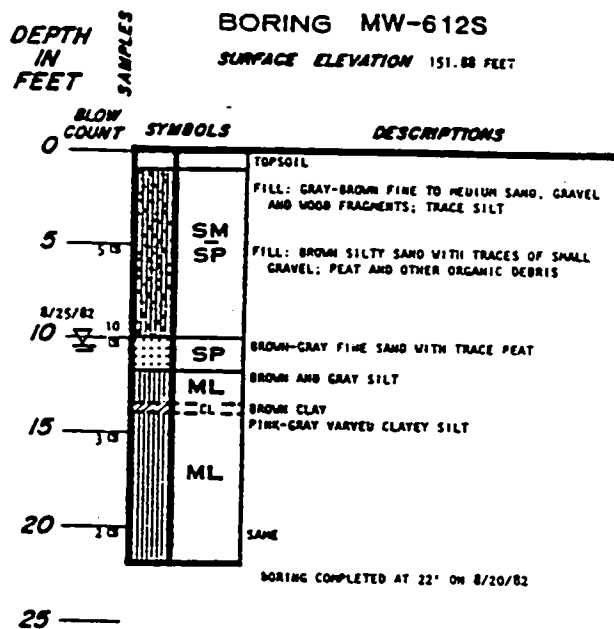 BORING MW-612S
SURFACE ELEVATION 151.88 FEET
DEPTH
IN
FEET
SAMPLES
BLOW
COUNT
SYMBOLS
DESCRIPTIONS
0
TOPSOIL
FILL: GRAY-BROWN FINE TO MEDIUM SAND, GRAVEL
AND WOOD FRAGMENTS; TRACE SILT
SM
SP
5
5
FILL: BROWN SILTY SAND WITH TRACES OF SMALL
GRAVEL; PEAT AND OTHER ORGANIC DEBRIS
8/25/82
10
10
SP
BROWN-GRAY FINE SAND WITH TRACE PEAT
ML
BROWN AND GRAY SILT
CL
BROWN CLAY
PINK-GRAY VARVED CLAYEY SILT
15
3
ML
20
2
SAME
BORING COMPLETED AT 22' ON 8/20/82
25